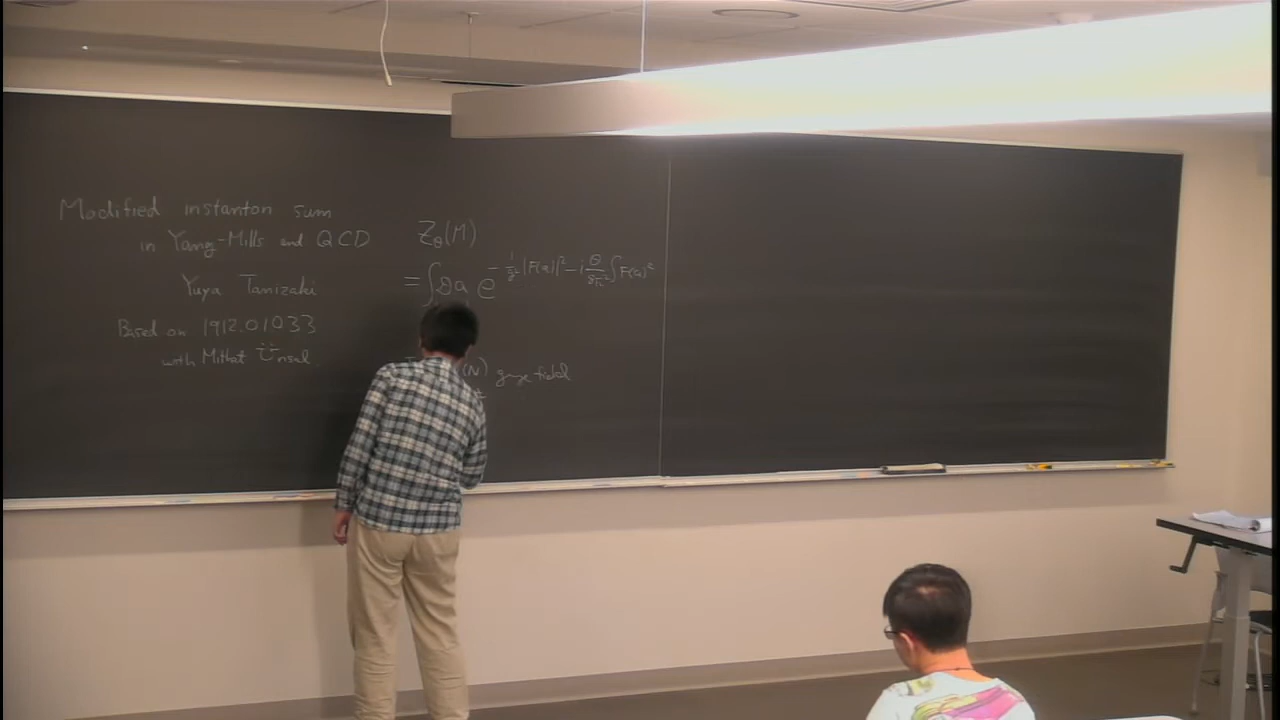 Modified instanton sum
in Yang-Mills and QCD
Yuya Tanizaki
Based on 1912.01033
with Mithat Ünsal.
Z_θ(M)
= ∫Da e^{-1/g² |F(a)|² - i θ/8π² ∫F(a)²}
(N) gauge field